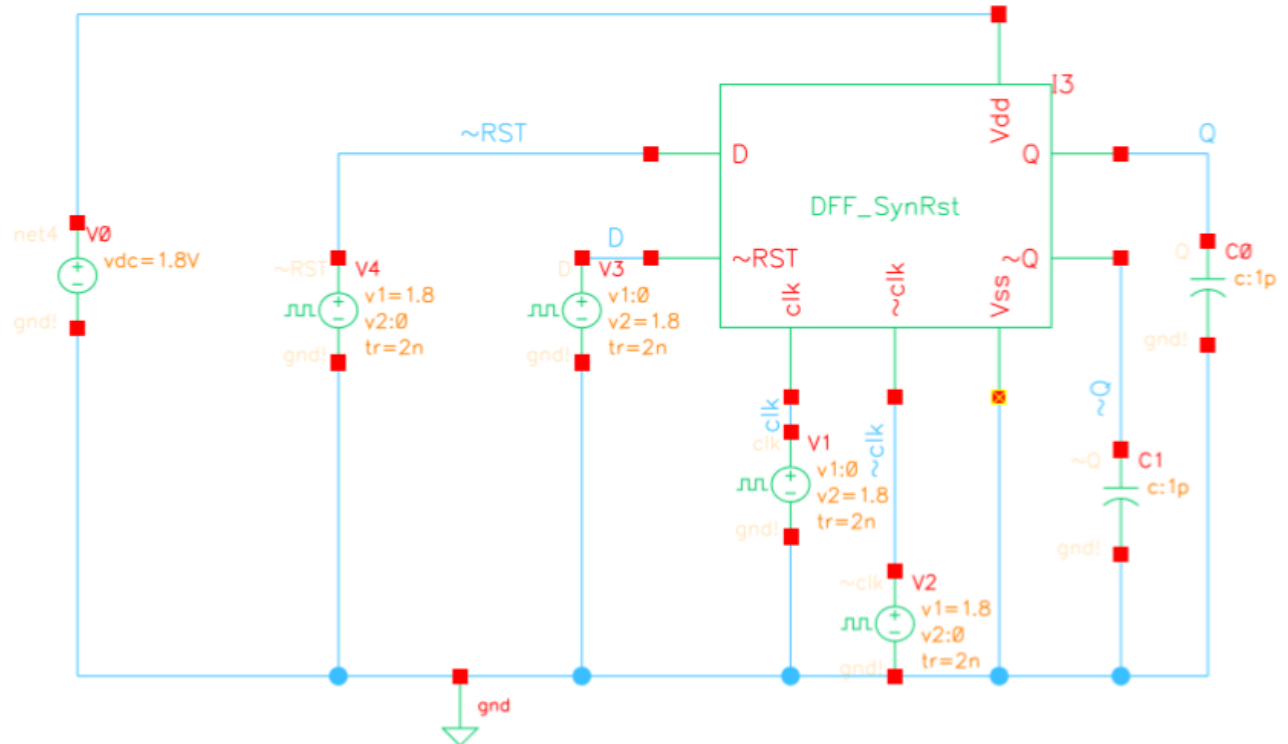 I3
Vdd
Q
~RST
D
Q
DFF_SynRst
net4
V0
vdc=1.8V
gnd!
~RST
V4
v1=1.8
v2:0
tr=2n
gnd!
D
D
V3
v1:0
v2=1.8
tr=2n
gnd!
~RST
clk
~clk
Vss
~Q
Q
C0
c:1p
gnd!
clk
clk
V1
v1:0
v2=1.8
tr=2n
gnd!
~clk
~clk
V2
v1=1.8
v2:0
tr=2n
gnd!
~Q
~Q
C1
c:1p
gnd!
gnd